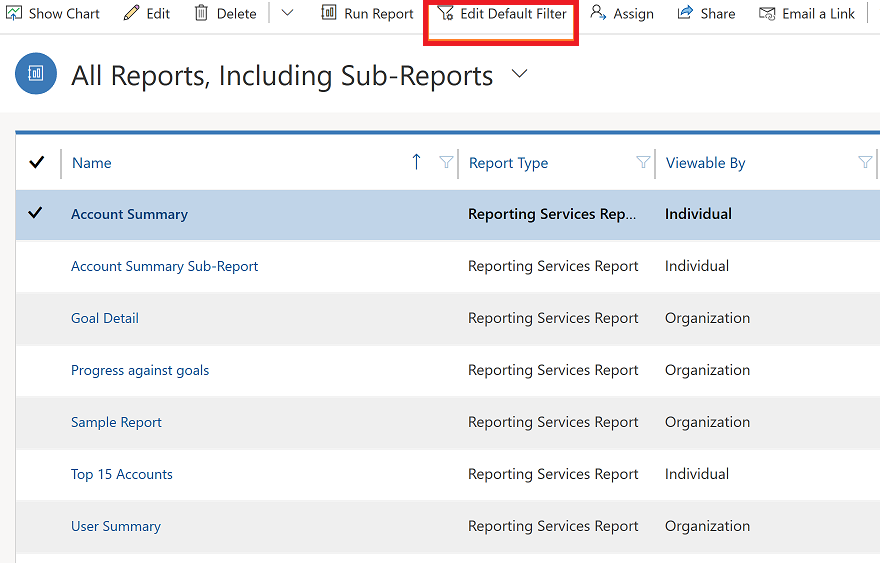 Show Chart Edit Delete Run Report Edit Default Filter Assign Share Email a Link
All Reports, Including Sub-Reports
Name Report Type Viewable By
Account Summary Reporting Services Rep... Individual
Account Summary Sub-Report Reporting Services Report Individual
Goal Detail Reporting Services Report Organization
Progress against goals Reporting Services Report Organization
Sample Report Reporting Services Report Organization
Top 15 Accounts Reporting Services Report Individual
User Summary Reporting Services Report Organization